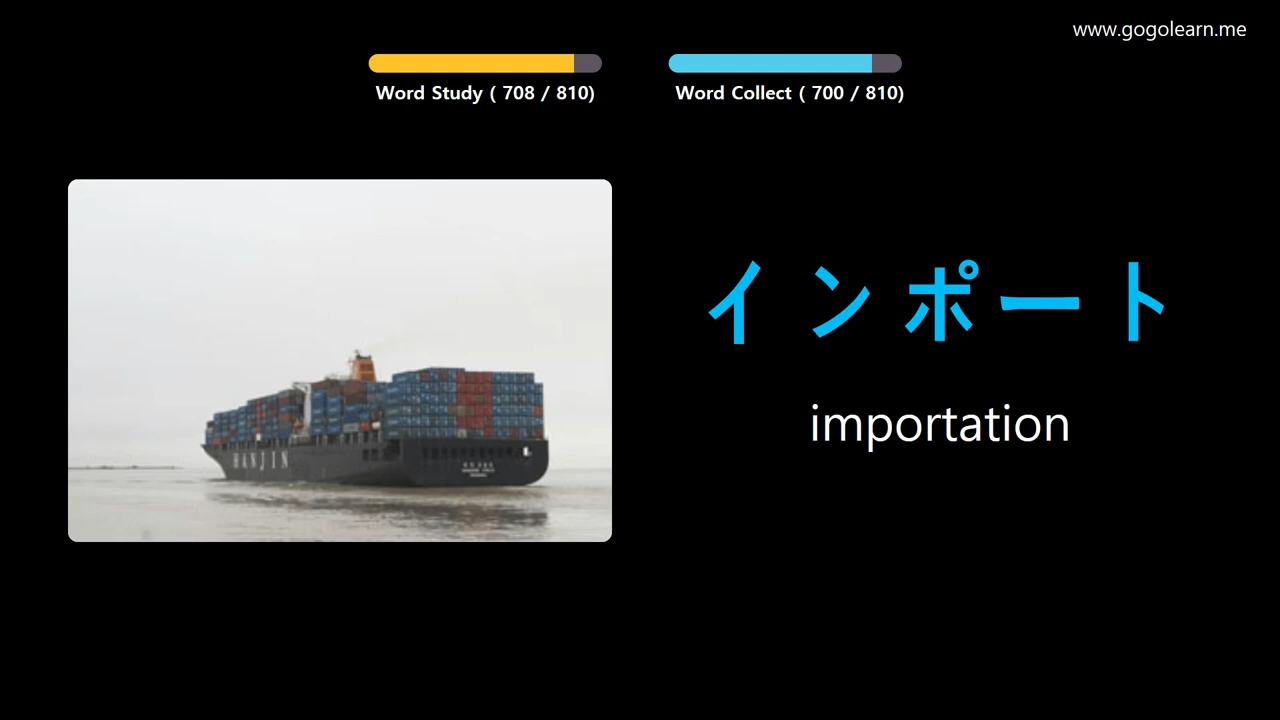 www.gogolearn.me
Word Study ( 708 / 810)
Word Collect ( 700 / 810)
インポート
importation
HANJIN